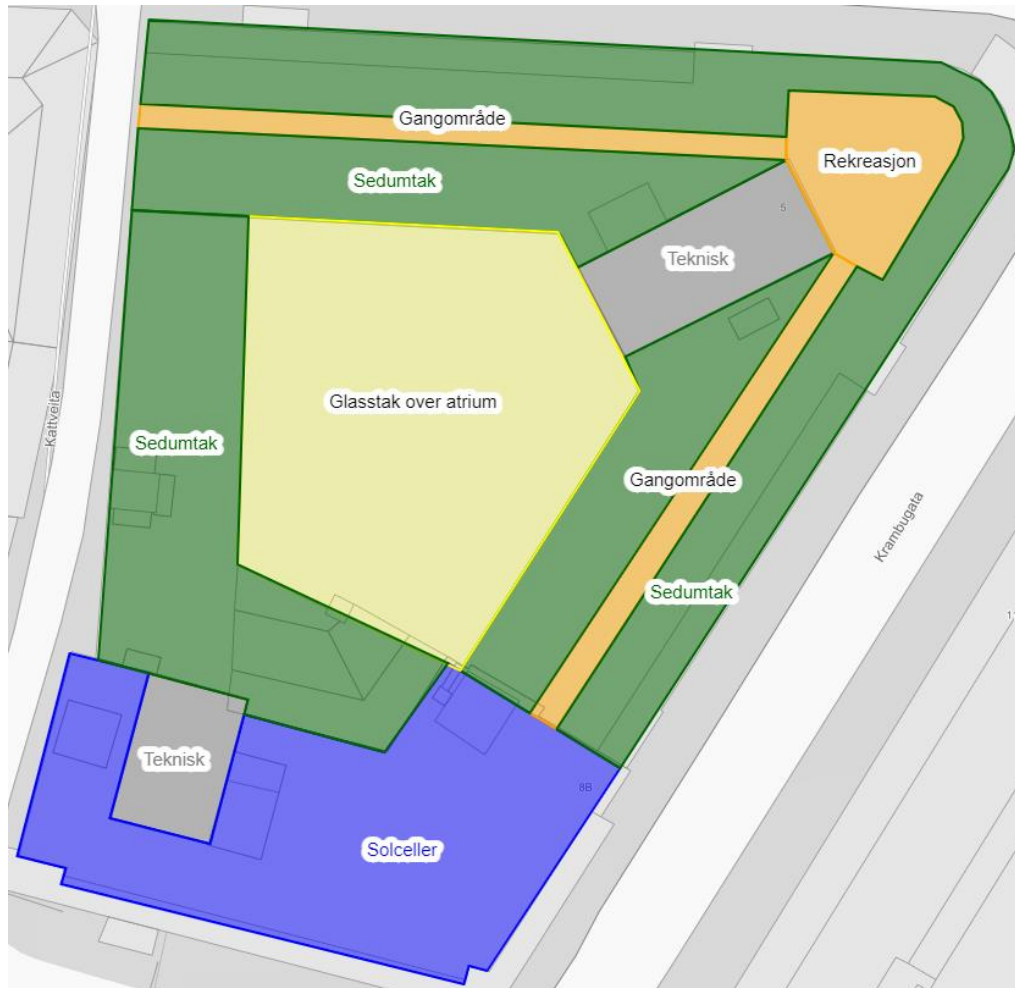 Gangområde
Rekreasjon
Sedumtak
5
Teknisk
Glasstak over atrium
Kattveita
Sedumtak
Gangområde
Krambugata
Sedumtak
Teknisk
8B
Solceller